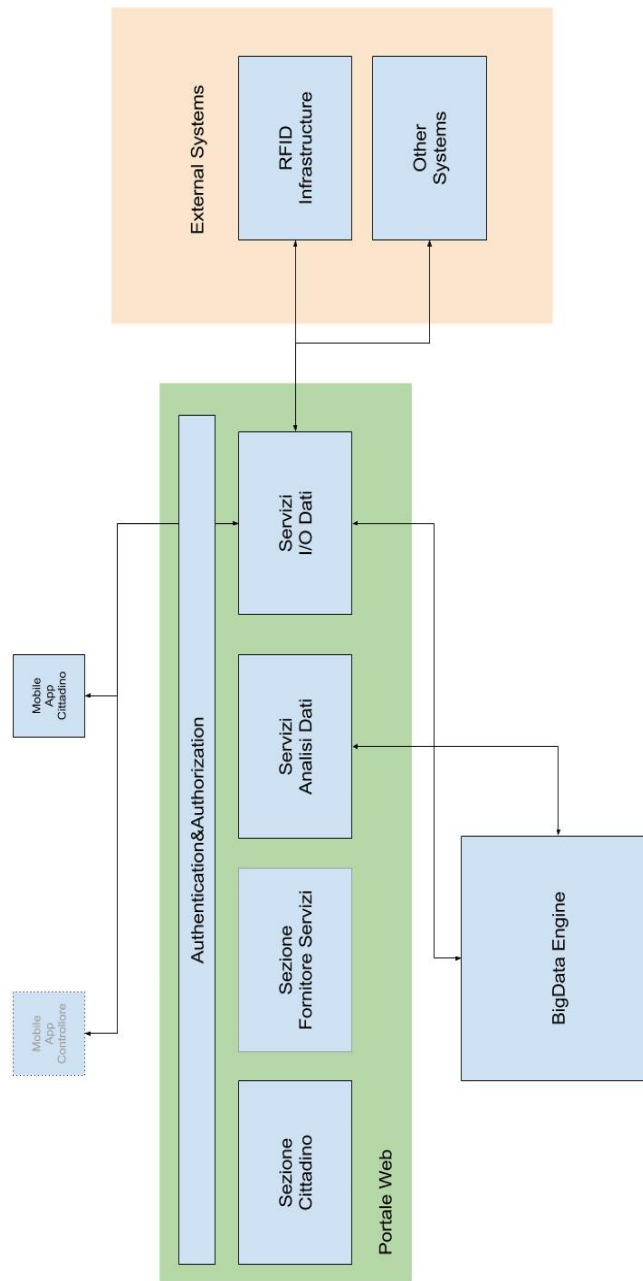 Mobile
App
Controllore
Mobile
App
Cittadino
Authentication&Authorization
Sezione
Cittadino
Sezione
Fornitore Servizi
Servizi
Analisi Dati
Servizi
I/O Dati
Portale Web
External Systems
RFID
Infrastructure
Other
Systems
BigData Engine